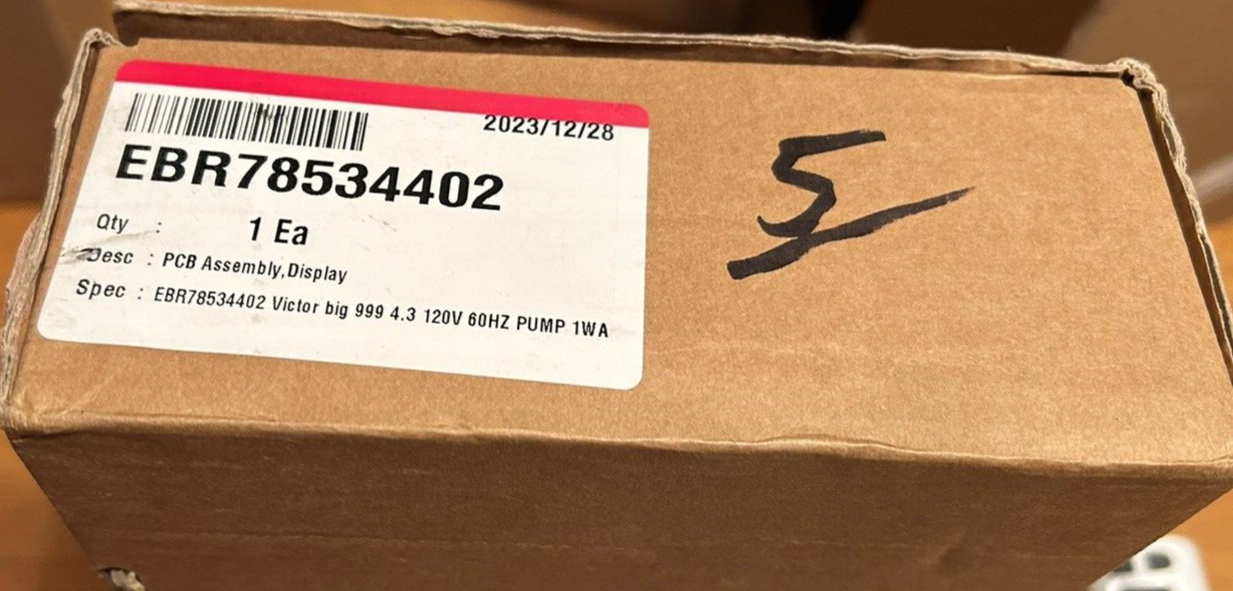 2023/12/28
EBR78534402
Qty : 1 Ea
Desc : PCB Assembly,Display
Spec : EBR78534402 Victor big 999 4.3 120V 60HZ PUMP 1WA
5